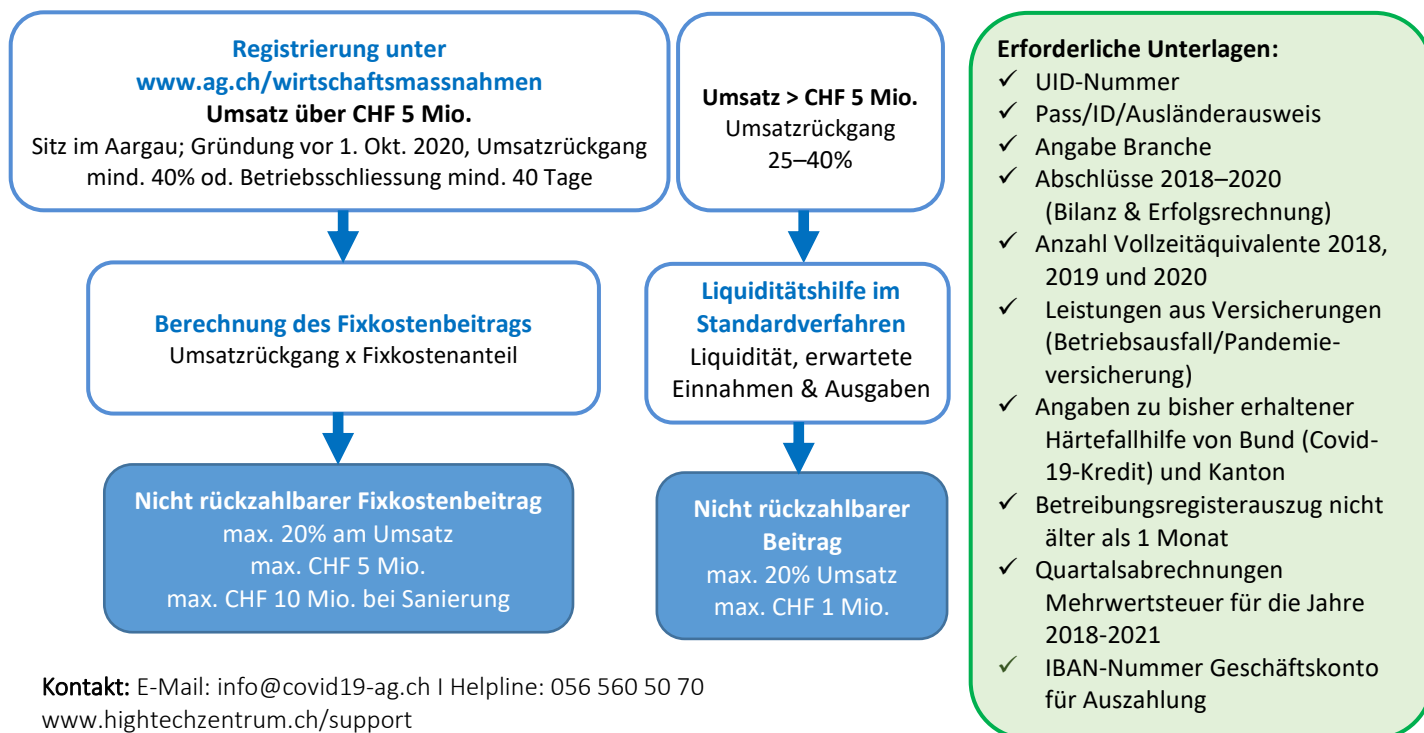 Registrierung unter
www.ag.ch/wirtschaftsmassnahmen
Umsatz über CHF 5 Mio.
Sitz im Aargau; Gründung vor 1. Okt. 2020, Umsatzrückgang
mind. 40% od. Betriebsschliessung mind. 40 Tage
Umsatz > CHF 5 Mio.
Umsatzrückgang
25–40%
Berechnung des Fixkostenbeitrags
Umsatzrückgang x Fixkostenanteil
Liquiditätshilfe im
Standardverfahren
Liquidität, erwartete
Einnahmen & Ausgaben
Nicht rückzahlbarer Fixkostenbeitrag
max. 20% am Umsatz
max. CHF 5 Mio.
max. CHF 10 Mio. bei Sanierung
Nicht rückzahlbarer
Beitrag
max. 20% Umsatz
max. CHF 1 Mio.
Erforderliche Unterlagen:
✓ UID-Nummer
✓ Pass/ID/Ausländerausweis
✓ Angabe Branche
✓ Abschlüsse 2018–2020
(Bilanz & Erfolgsrechnung)
✓ Anzahl Vollzeitäquivalente 2018,
2019 und 2020
✓ Leistungen aus Versicherungen
(Betriebsausfall/Pandemie-
versicherung)
✓ Angaben zu bisher erhaltener
Härtefallhilfe von Bund (Covid-
19-Kredit) und Kanton
✓ Betreibungsregisterauszug nicht
älter als 1 Monat
✓ Quartalsabrechnungen
Mehrwertsteuer für die Jahre
2018-2021
✓ IBAN-Nummer Geschäftskonto
für Auszahlung
Kontakt: E-Mail: info@covid19-ag.ch I Helpline: 056 560 50 70
www.hightechzentrum.ch/support